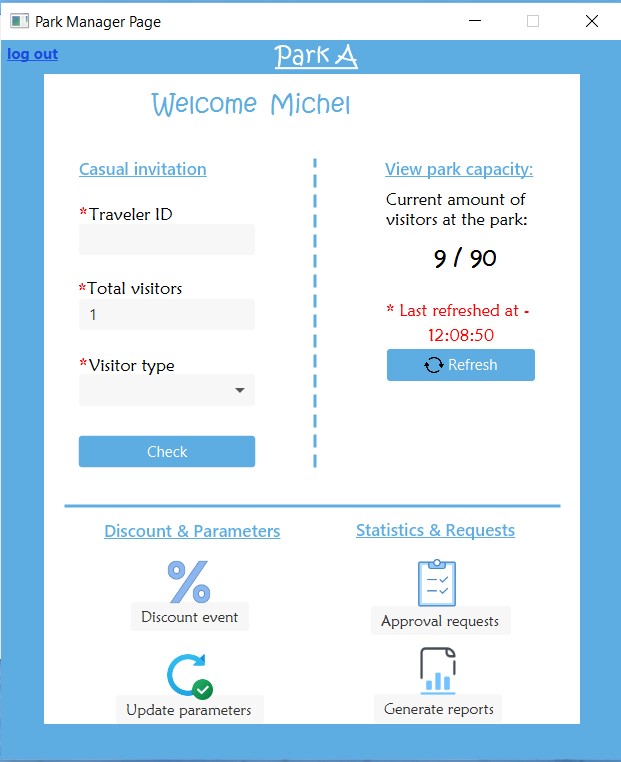 Park Manager Page
log out
Park A
Welcome Michel
Casual invitation
*Traveler ID
*Total visitors
1
*Visitor type
Check
View park capacity:
Current amount of
visitors at the park:
9 / 90
* Last refreshed at -
12:08:50
Refresh
Discount & Parameters
Discount event
Update parameters
Statistics & Requests
Approval requests
Generate reports